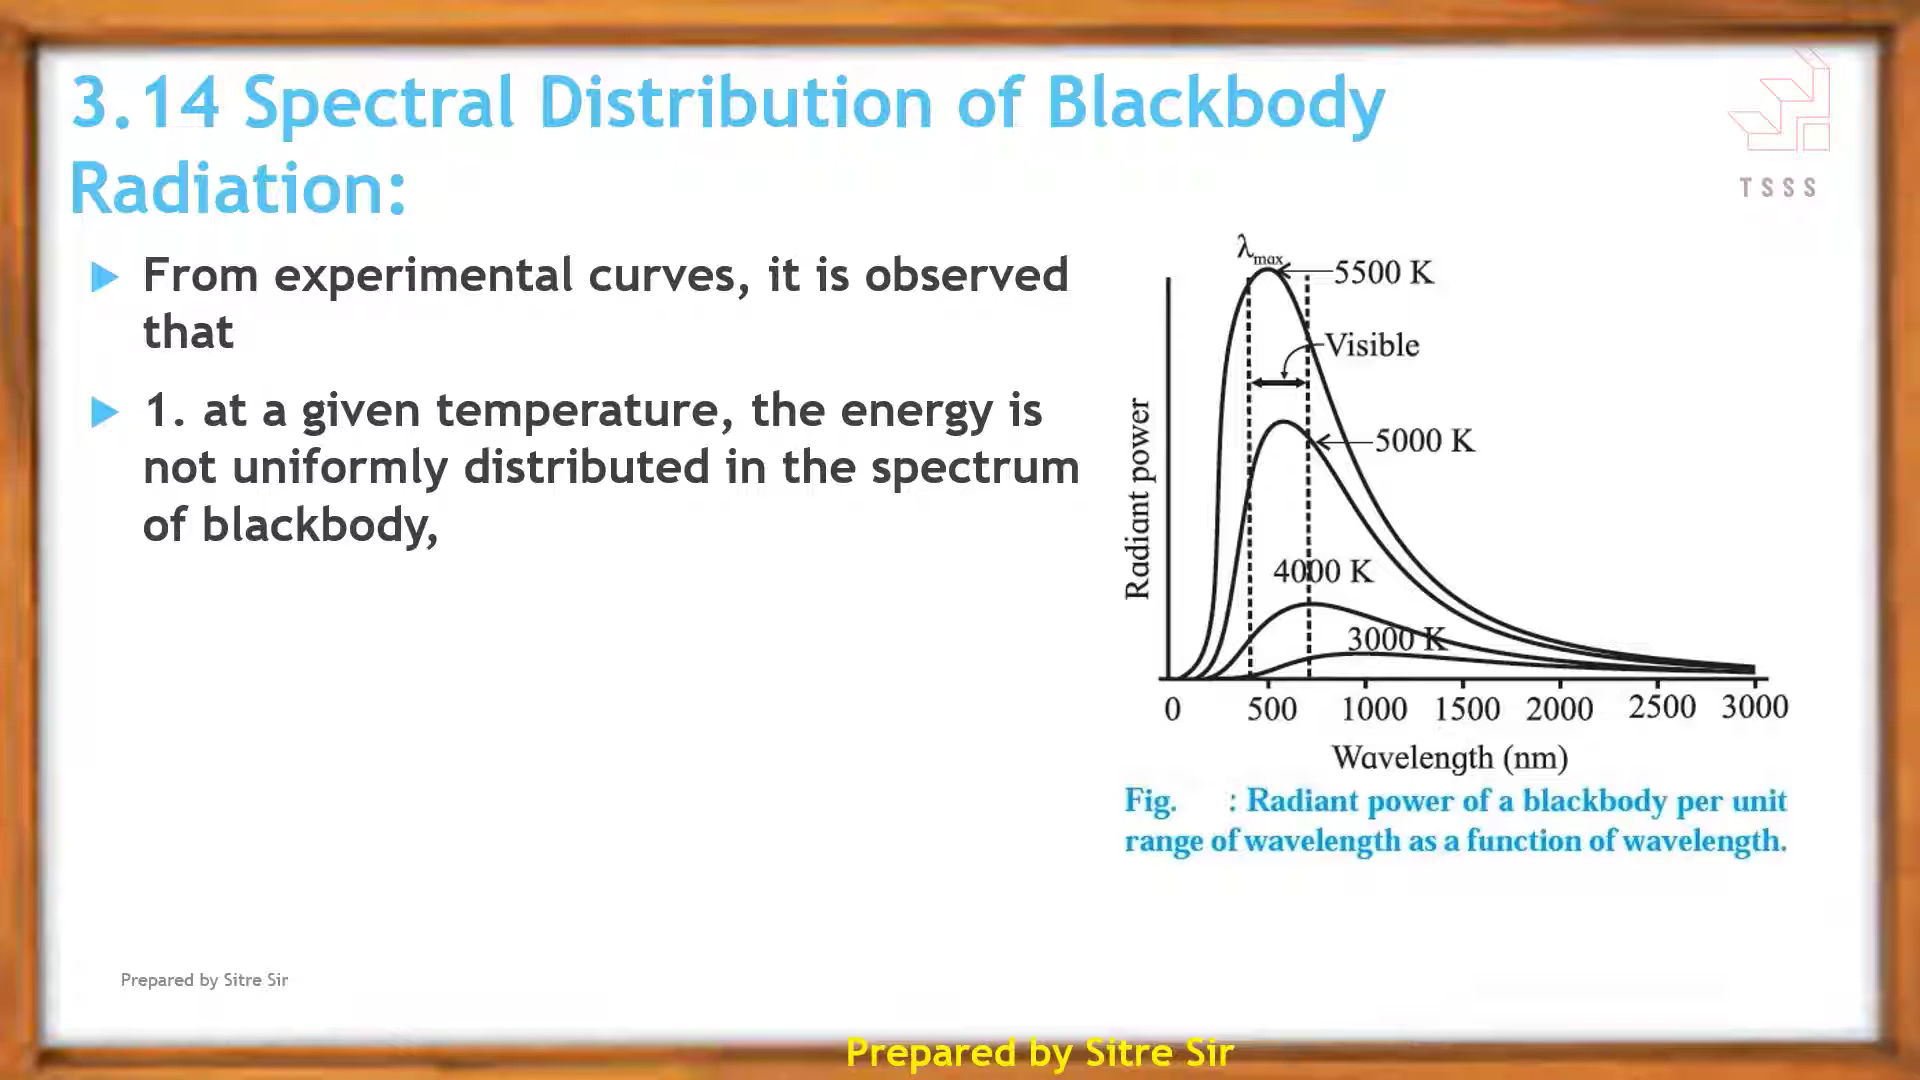 3.14 Spectral Distribution of Blackbody
Radiation:
TSSS
From experimental curves, it is observed
that
1. at a given temperature, the energy is
not uniformly distributed in the spectrum
of blackbody,
λmax
5500 K
Visible
5000 K
4000 K
3000 K
Radiant power
0 500 1000 1500 2000 2500 3000
Wavelength (nm)
Fig. : Radiant power of a blackbody per unit
range of wavelength as a function of wavelength.
Prepared by Sitre Sir
Prepared by Sitre Sir